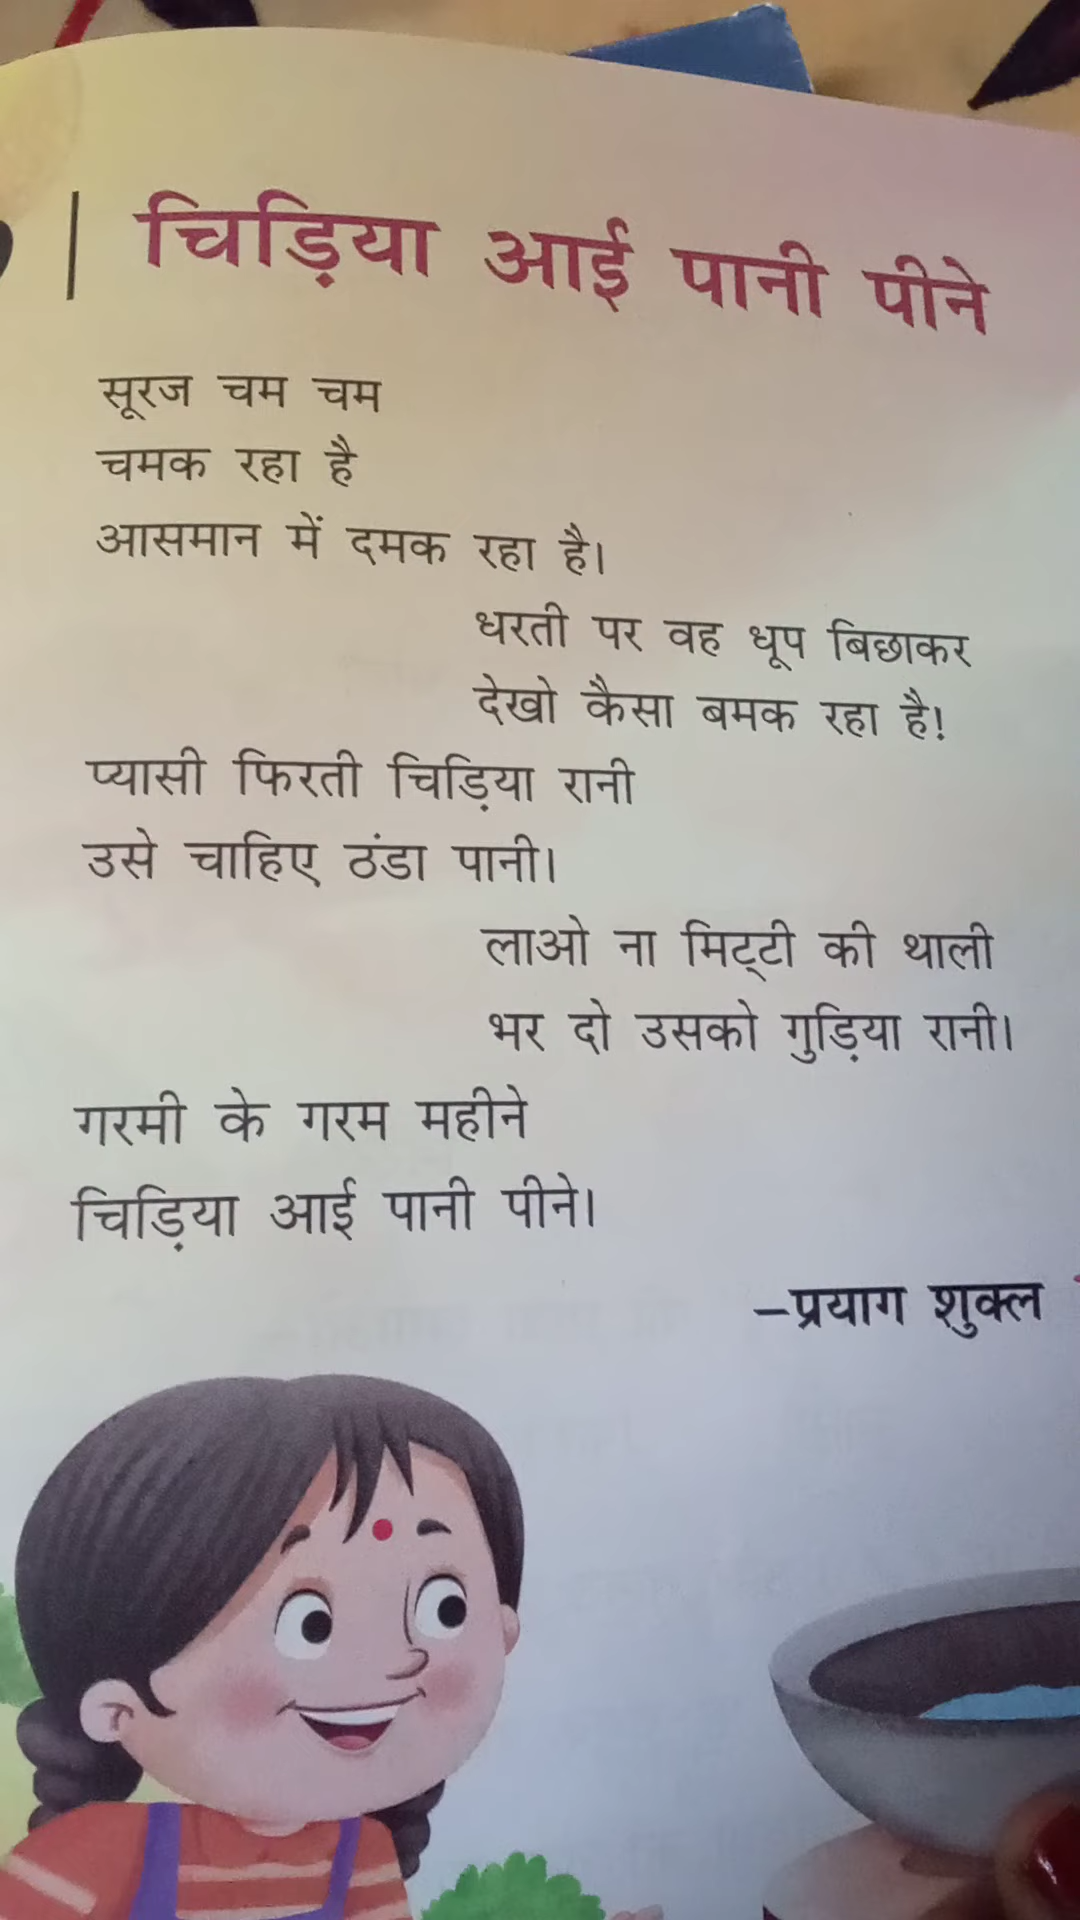 चिड़िया आई पानी पीने
सूरज चम चम
चमक रहा है
आसमान में दमक रहा है।
धरती पर वह धूप बिछाकर
देखो कैसा बमक रहा है!
प्यासी फिरती चिड़िया रानी
उसे चाहिए ठंडा पानी।
लाओ ना मिट्‌टी की थाली
भर दो उसको गुड़िया रानी।
गरमी के गरम महीने
चिड़िया आई पानी पीने।
–प्रयाग शुक्ल